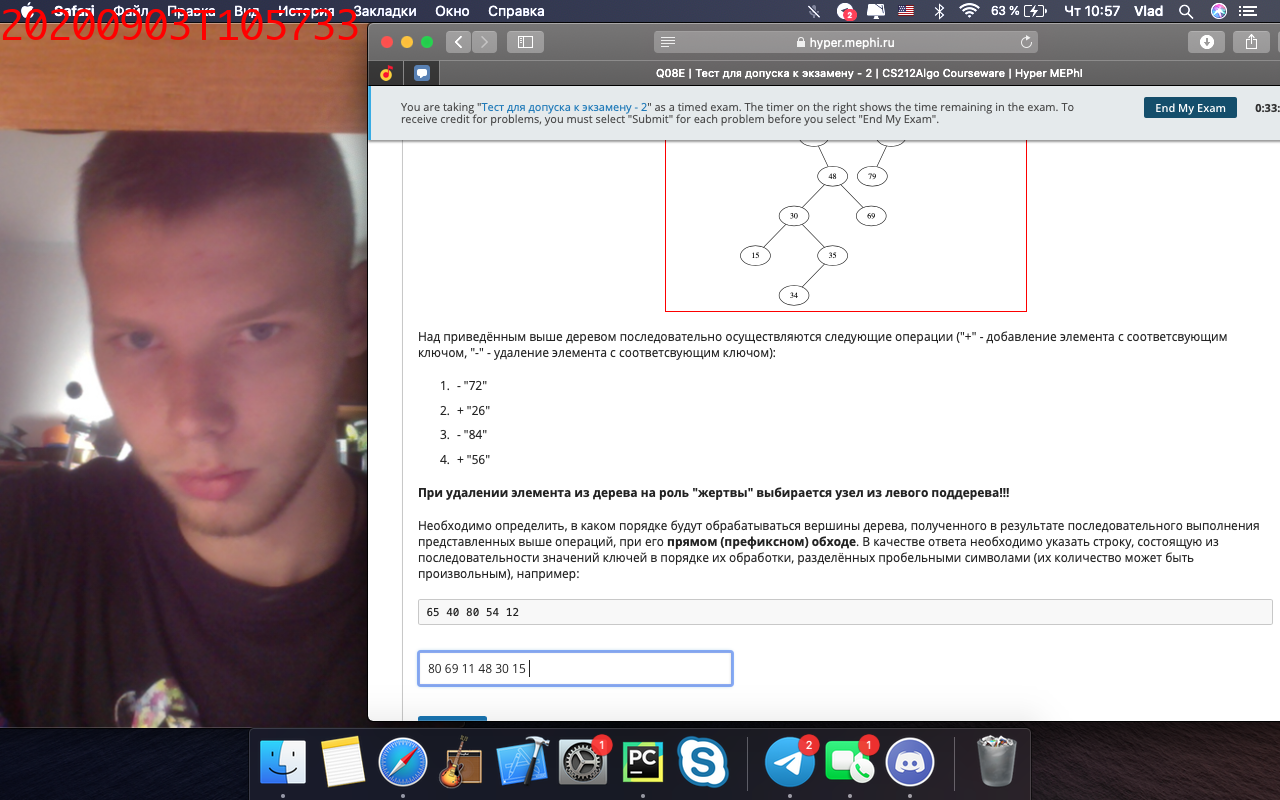 20200903T105733
Safari Файл Правка Вид История Закладки Окно Справка
2
63 % Чт 10:57 Vlad
hyper.mephi.ru
Q08E | Тест для допуска к экзамену - 2 | CS212Algo Courseware | Hyper MEPhI
You are taking "Тест для допуска к экзамену - 2" as a timed exam. The timer on the right shows the time remaining in the exam. To
receive credit for problems, you must select "Submit" for each problem before you select "End My Exam".
End My Exam
0:33:
48 79
30 69
15 35
34
Над приведённым выше деревом последовательно осуществляются следующие операции ("+" - добавление элемента с соответсвующим
ключом, "-" - удаление элемента с соответсвующим ключом):
1. - "72"
2. + "26"
3. - "84"
4. + "56"
При удалении элемента из дерева на роль "жертвы" выбирается узел из левого поддерева!!!
Необходимо определить, в каком порядке будут обрабатываться вершины дерева, полученного в результате последовательного выполнения
представленных выше операций, при его прямом (префиксном) обходе. В качестве ответа необходимо указать строку, состоящую из
последовательности значений ключей в порядке их обработки, разделённых пробельными символами (их количество может быть
произвольным), например:
65 40 80 54 12
80 69 11 48 30 15
1
PC
2
1